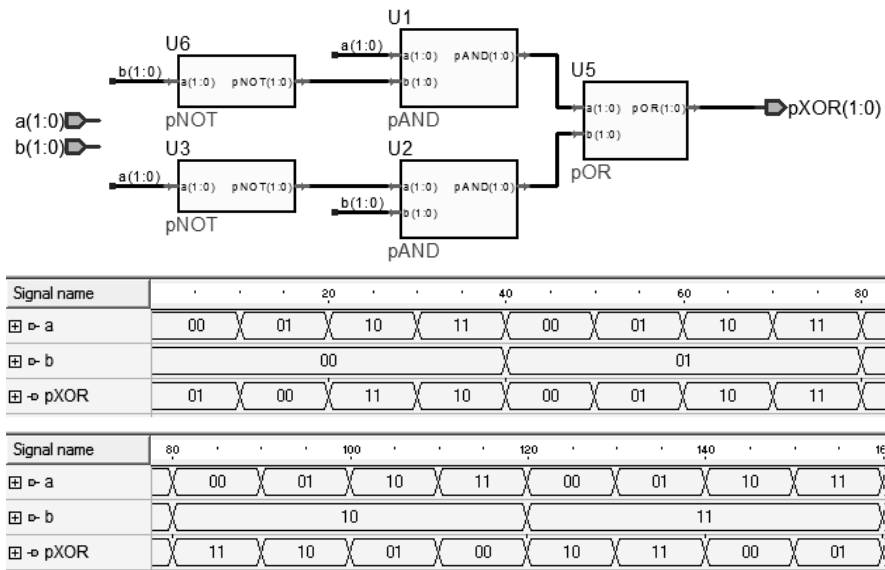 U1
U6
a(1:0)
a(1:0) pAND(1:0)
b(1:0)
b(1:0)
U5
a(1:0) pNOT(1:0)
a(1:0) pOR(1:0)
pXOR(1:0)
a(1:0)
pNOT
pAND
b(1:0)
b(1:0)
U3
U2
pOR
a(1:0)
a(1:0) pNOT(1:0)
a(1:0) pAND(1:0)
b(1:0)
b(1:0)
pNOT
pAND
Signal name 20 40 60 80
a 00 01 10 11 00 01 10 11
b 00 01
pXOR 01 00 11 10 00 01 10 11
Signal name 80 100 120 140 16
a 00 01 10 11 00 01 10 11
b 10 11
pXOR 11 10 01 00 10 11 00 01